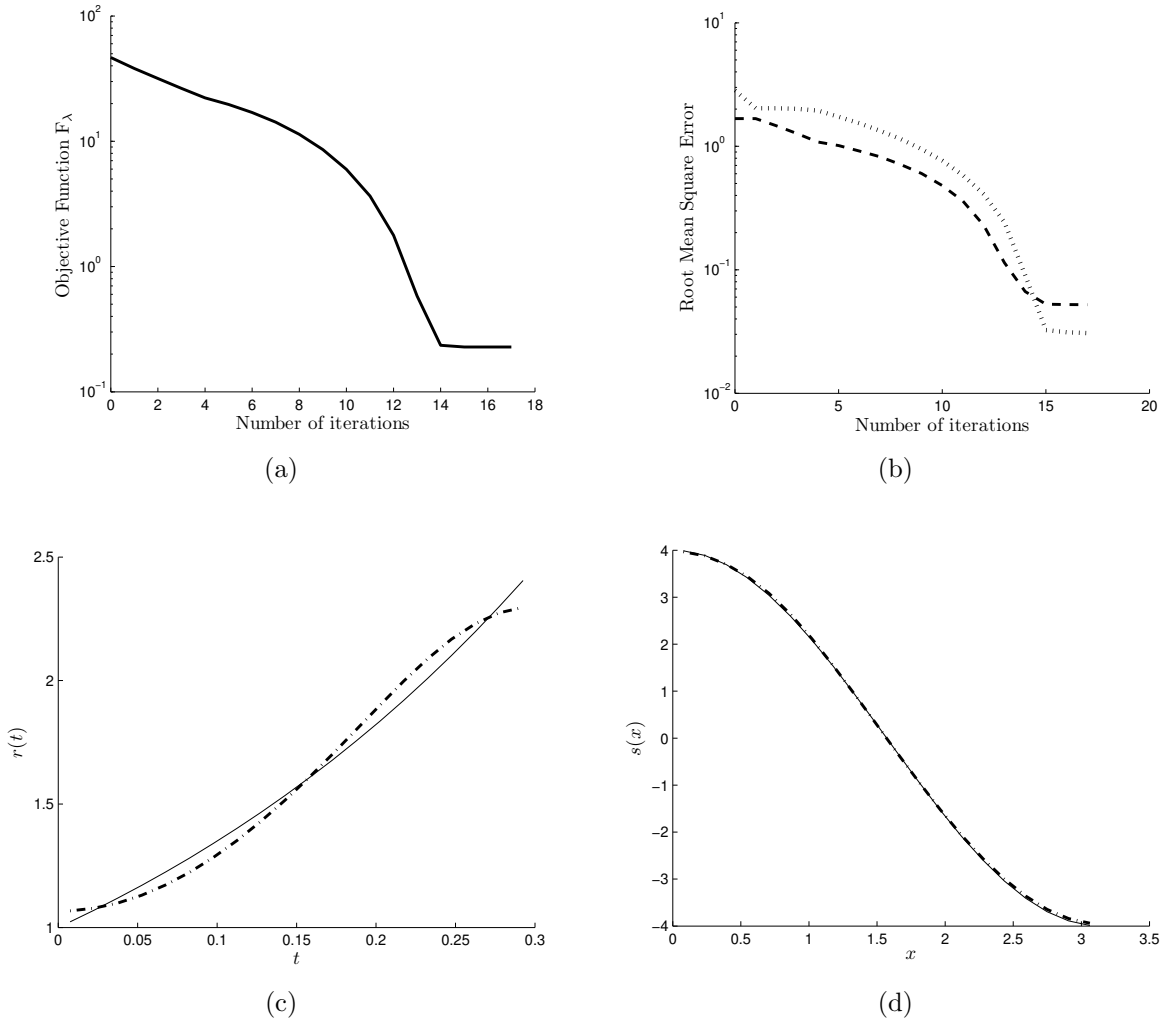 10^2
10^1
10^0
10^-1
Objective Function F_λ
0 2 4 6 8 10 12 14 16 18
Number of iterations
(a)
10^1
10^0
10^-1
10^-2
Root Mean Square Error
0 5 10 15 20
Number of iterations
(b)
2.5
2
1.5
1
r(t)
0 0.05 0.1 0.15 0.2 0.25 0.3
t
(c)
4
3
2
1
0
−1
−2
−3
−4
s(x)
0 0.5 1 1.5 2 2.5 3 3.5
x
(d)